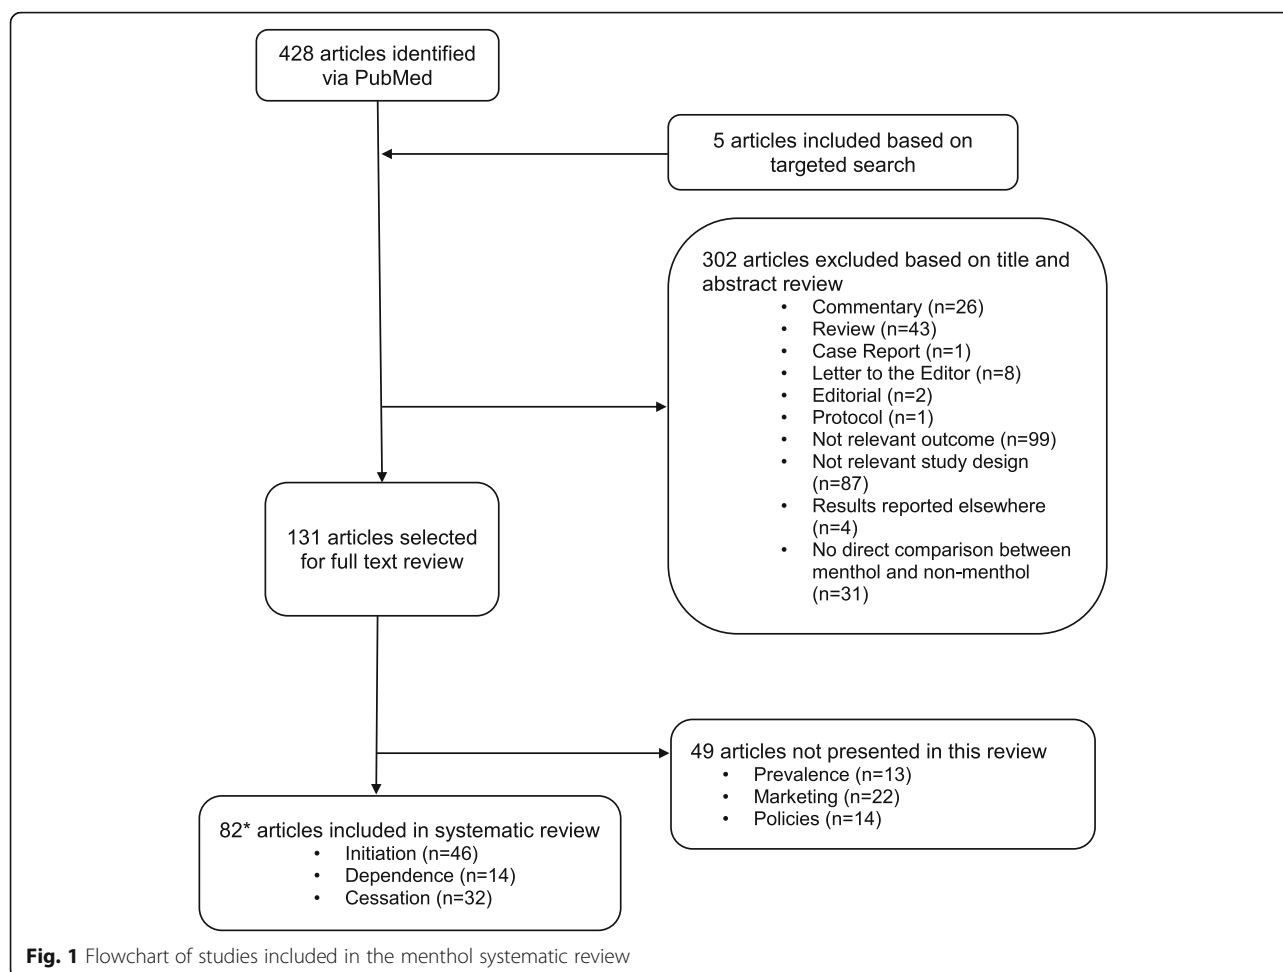 428 articles identified
via PubMed
5 articles included based on
targeted search
302 articles excluded based on title and
abstract review
• Commentary (n=26)
• Review (n=43)
• Case Report (n=1)
• Letter to the Editor (n=8)
• Editorial (n=2)
• Protocol (n=1)
• Not relevant outcome (n=99)
• Not relevant study design
(n=87)
• Results reported elsewhere
(n=4)
• No direct comparison between
menthol and non-menthol
(n=31)
131 articles selected
for full text review
49 articles not presented in this review
• Prevalence (n=13)
• Marketing (n=22)
• Policies (n=14)
82* articles included in systematic review
• Initiation (n=46)
• Dependence (n=14)
• Cessation (n=32)
Fig. 1 Flowchart of studies included in the menthol systematic review